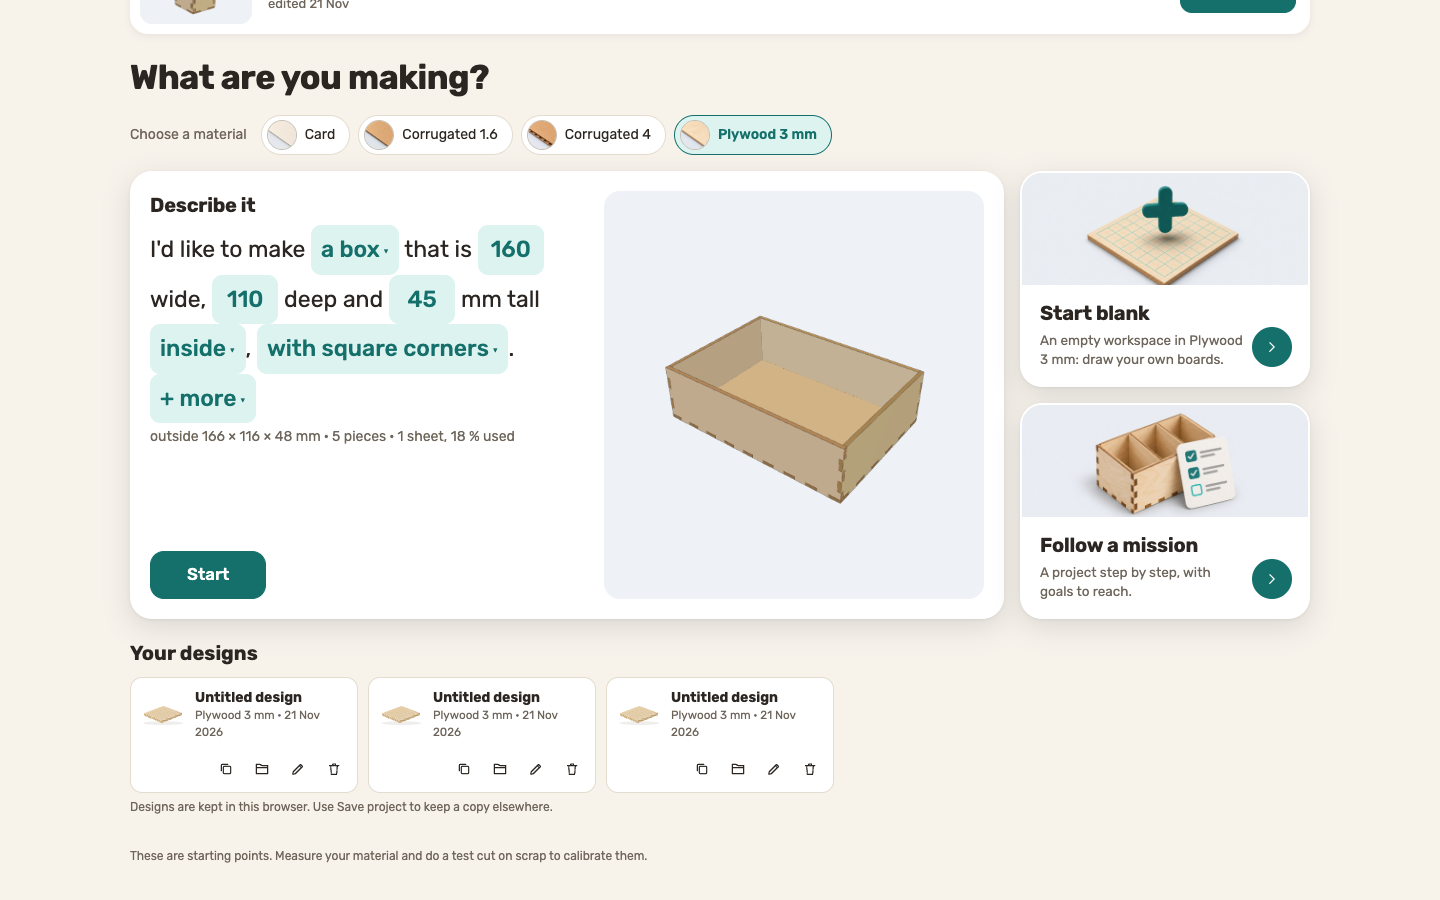 edited 21 Nov
What are you making?
Choose a material
Card
Corrugated 1.6
Corrugated 4
Plywood 3 mm
Describe it
I'd like to make a box that is 160
wide, 110 deep and 45 mm tall
inside , with square corners .
+ more
outside 166 × 116 × 48 mm • 5 pieces • 1 sheet, 18 % used
Start
Start blank
An empty workspace in Plywood
3 mm: draw your own boards.
Follow a mission
A project step by step, with
goals to reach.
Your designs
Untitled design
Plywood 3 mm • 21 Nov
2026
Untitled design
Plywood 3 mm • 21 Nov
2026
Untitled design
Plywood 3 mm • 21 Nov
2026
Designs are kept in this browser. Use Save project to keep a copy elsewhere.
These are starting points. Measure your material and do a test cut on scrap to calibrate them.